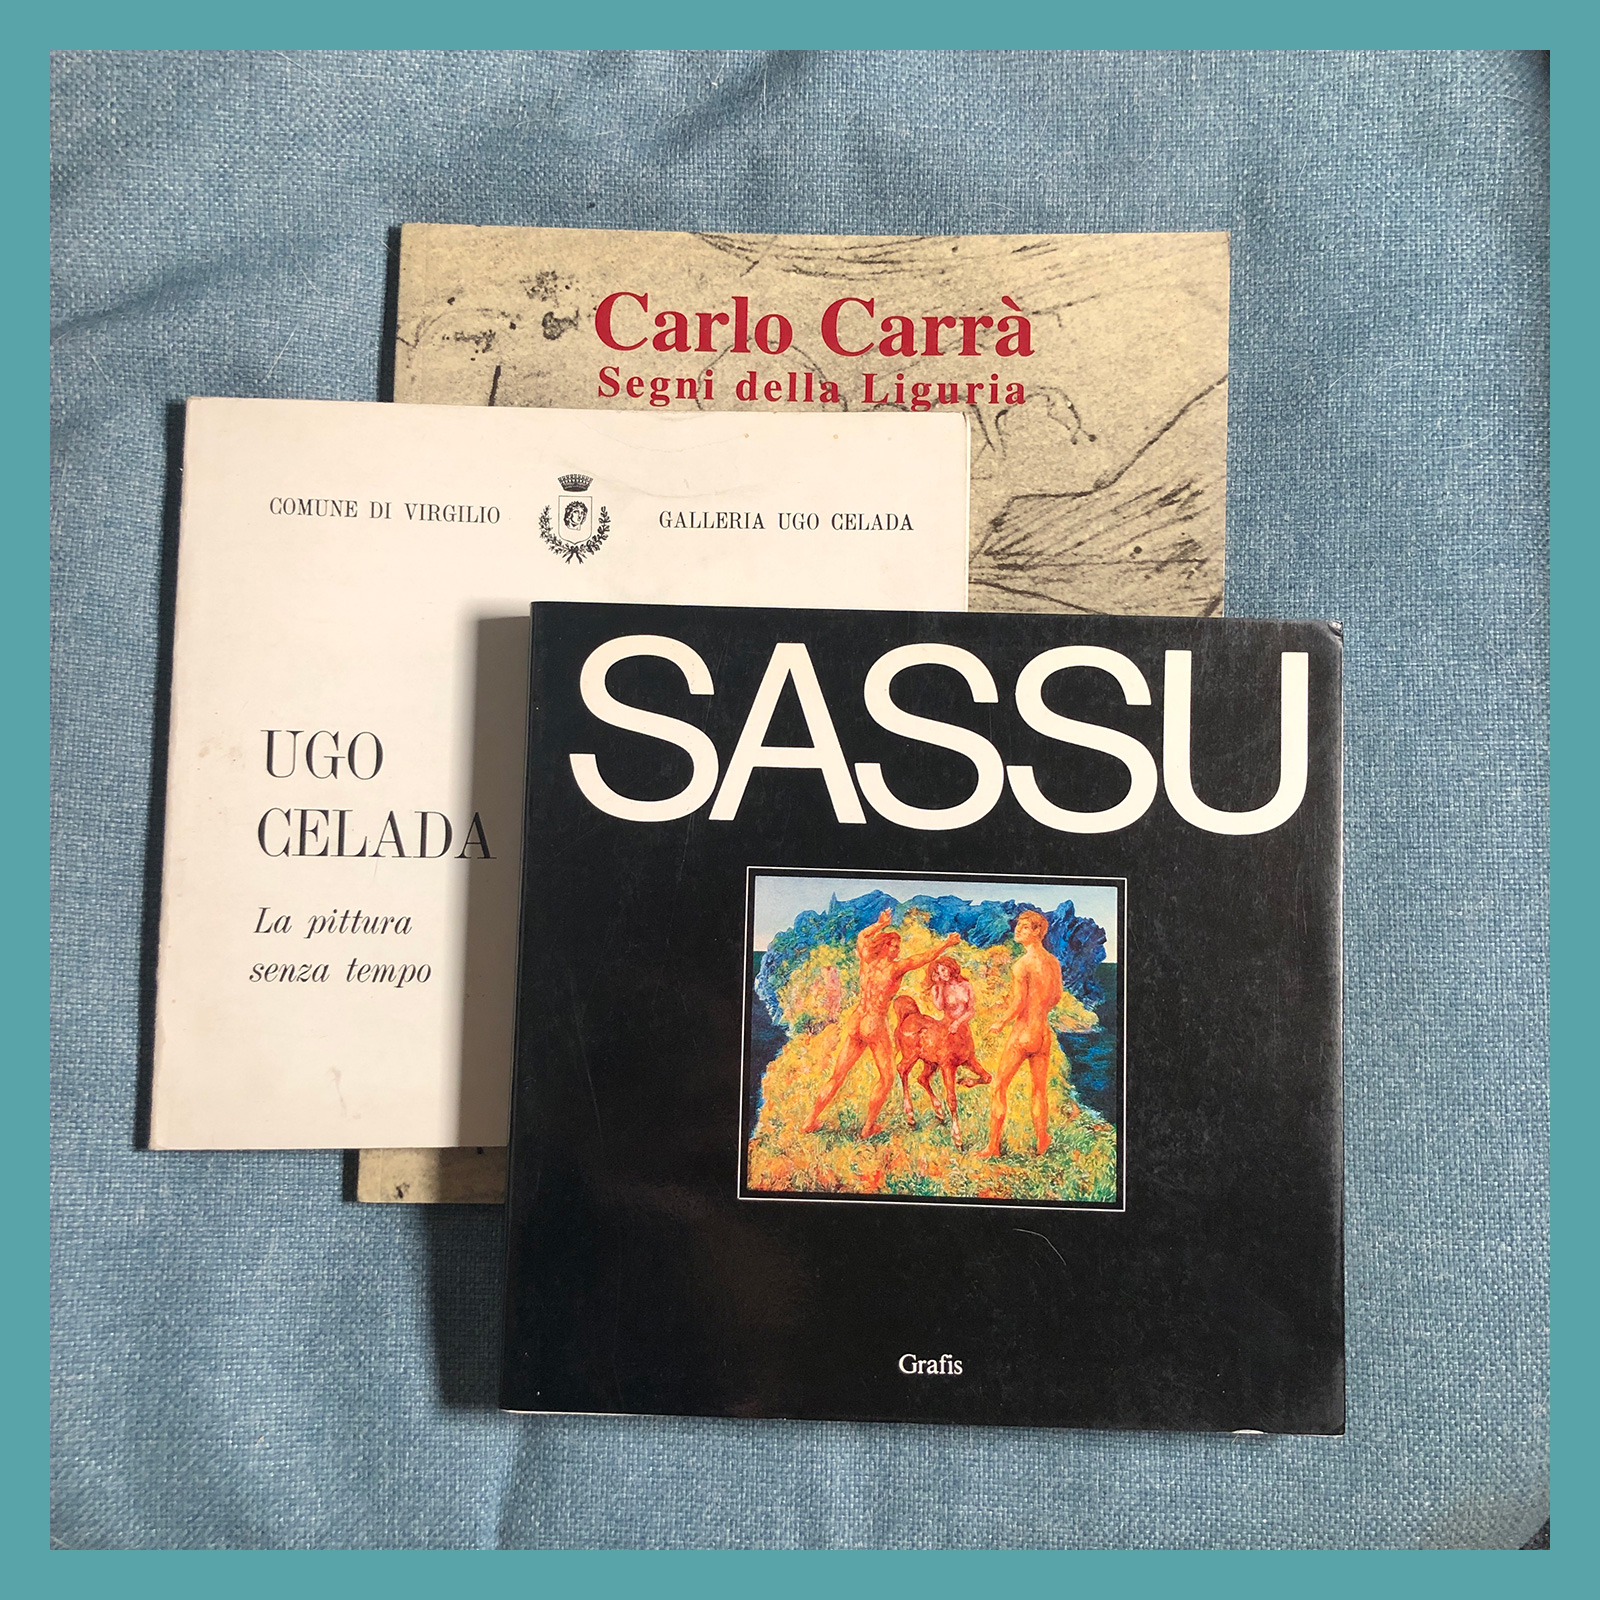 Carlo Carrà
Segni della Liguria
COMUNE DI VIRGILIO
GALLERIA UGO CELADA
UGO
CELADA
La pittura
senza tempo
SASSU
Grafis